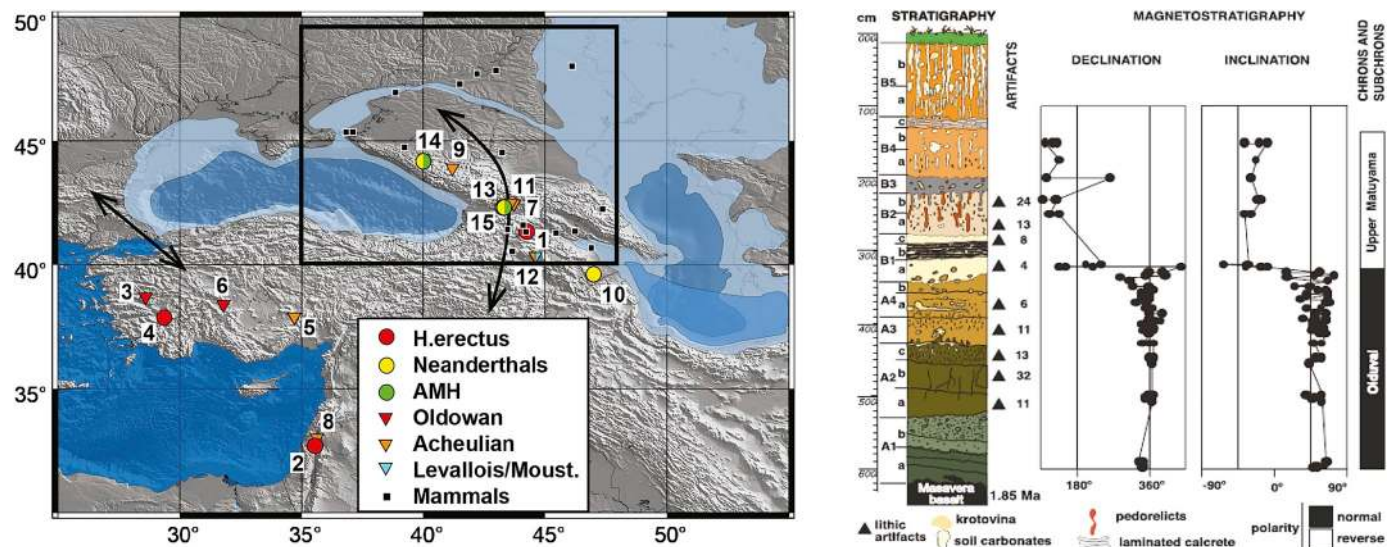 50°
45°
40°
35°
30°
40°
45°
50°
14
9
13
11
7
15
1
12
10
3
6
4
5
8
2
H.erectus
Neanderthals
AMH
Oldowan
Acheulian
Levallois/Moust.
Mammals
cm
STRATIGRAPHY
MAGNETOSTRATIGRAPHY
ARTIFACTS
DECLINATION
INCLINATION
CHRONS AND
SUBCHRONS
000
100
200
300
400
500
600
b
B5
a
c
b
B4
a
B3
b
B2
a
c
b
B1
a
b
A4
a
A3
c
b
A2
a
b
A1
a
24
13
8
4
6
11
13
32
11
Masavera
basalt
1.85 Ma
180°
360°
-90°
0°
90°
Upper Matuyama
Olduvai
lithic
artifacts
krotovina
soil carbonates
pedorelicts
laminated calcrete
polarity
normal
reverse